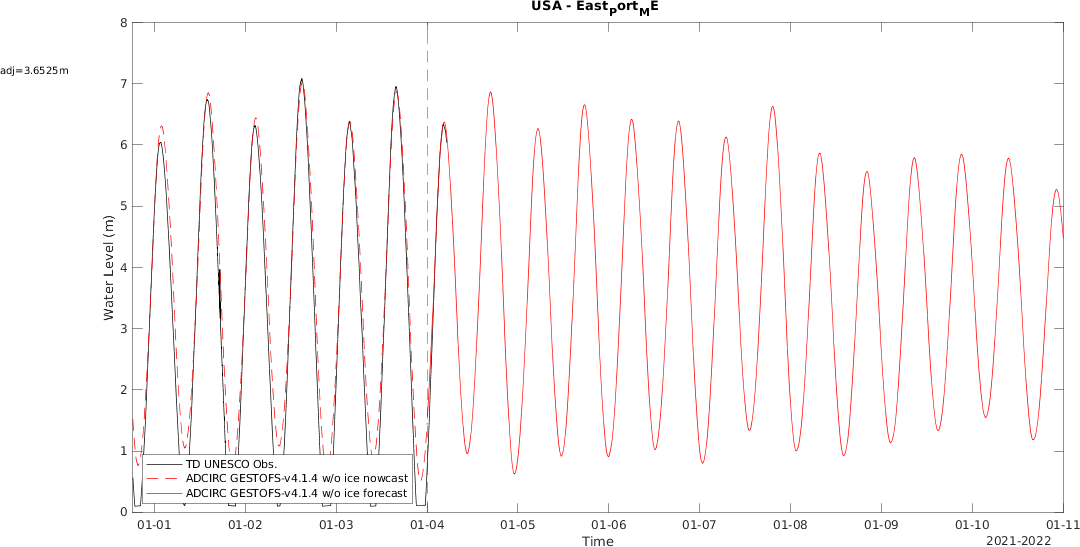 USA - EastPortME
adj=3.6525m
Water Level (m)
8
7
6
5
4
3
2
1
0
TD UNESCO Obs.
ADCIRC GESTOFS-v4.1.4 w/o ice nowcast
ADCIRC GESTOFS-v4.1.4 w/o ice forecast
01-01 01-02 01-03 01-04 01-05 01-06 01-07 01-08 01-09 01-10 01-11
Time
2021-2022